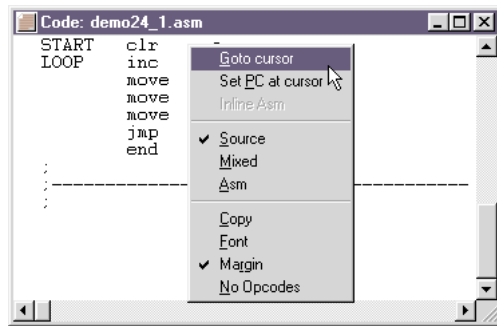 Code: demo24_1.asm
START clr
LOOP inc
move
move
move
jmp
end
;
;--------------------------------
;
Goto cursor
Set PC at cursor
Inline Asm
Source
Mixed
Asm
Copy
Font
Margin
No Opcodes